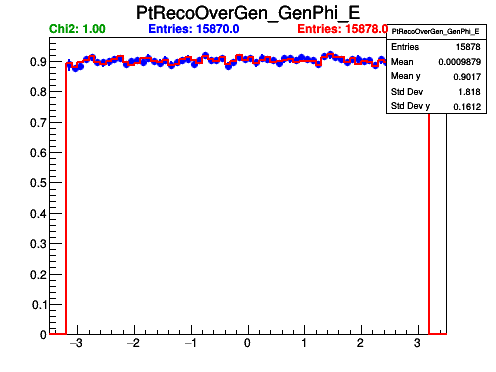 PtRecoOverGen_GenPhi_E
Chi2: 1.00 Entries: 15870.0 Entries: 15878.0
PtRecoOverGen_GenPhi_E
Entries 15878
Mean 0.0009879
Mean y 0.9017
Std Dev 1.818
Std Dev y 0.1612
0.9
0.8
0.7
0.6
0.5
0.4
0.3
0.2
0.1
0
−3 −2 −1 0 1 2 3